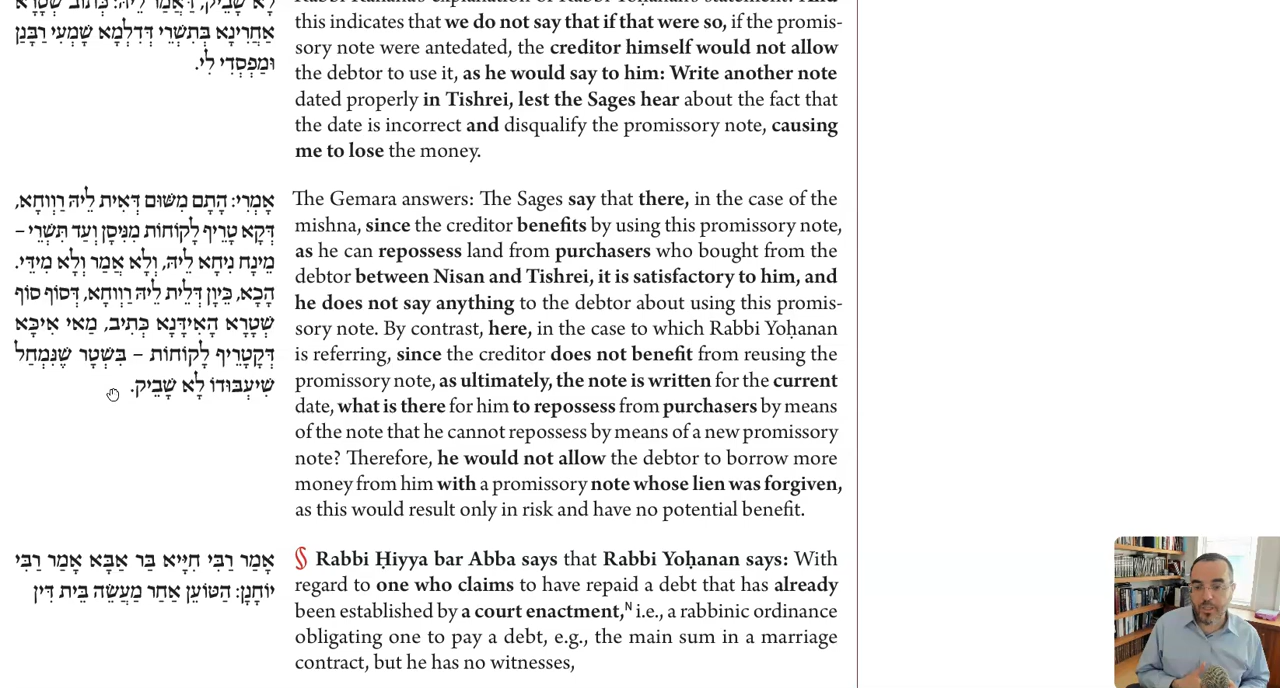 לָא שָׁבֵיק, דַּאֲמַר לֵיהּ: כְּתוֹב שְׁטָרָא
אַחֲרִינָא בְּתִשְׁרֵי דְּדִלְמָא שָׁמְעִי רַבָּנַן
וּמַפְסְדִי לִי.
this indicates that we do not say that if that were so, if the promis-
sory note were antedated, the creditor himself would not allow
the debtor to use it, as he would say to him: Write another note
dated properly in Tishrei, lest the Sages hear about the fact that
the date is incorrect and disqualify the promissory note, causing
me to lose the money.
אָמְרִי: הָתָם מִשּׁוּם דְּאִית לֵיהּ רַוְוחָא,
דְּקָא טָרֵיף לָקוֹחוֹת מִנִּיסָן וְעַד תִּשְׁרֵי –
מֵינָח נִיחָא לֵיהּ, וְלָא אֲמַר וְלָא מִידֵּי.
הָכָא, כֵּיוָן דְּלֵית לֵיהּ רַוְוחָא, דְּסוֹף סוֹף
שְׁטָרָא הָאִידָּנָא כְּתִיב, מַאי אִיכָּא
דְּקָטָרֵיף לָקוֹחוֹת – בִּשְׁטָר שֶׁנִּמְחַל
שִׁיעְבּוּדוֹ לָא שָׁבֵיק.
The Gemara answers: The Sages say that there, in the case of the
mishna, since the creditor benefits by using this promissory note,
as he can repossess land from purchasers who bought from the
debtor between Nisan and Tishrei, it is satisfactory to him, and
he does not say anything to the debtor about using this promis-
sory note. By contrast, here, in the case to which Rabbi Yoḥanan
is referring, since the creditor does not benefit from reusing the
promissory note, as ultimately, the note is written for the current
date, what is there for him to repossess from purchasers by means
of the note that he cannot repossess by means of a new promissory
note? Therefore, he would not allow the debtor to borrow more
money from him with a promissory note whose lien was forgiven,
as this would result only in risk and have no potential benefit.
אָמַר רַבִּי חִיָּיא בַּר אַבָּא אָמַר רַבִּי
יוֹחָנָן: הַטּוֹעֵן אַחַר מַעֲשֵׂה בֵּית דִּין
§ Rabbi Ḥiyya bar Abba says that Rabbi Yoḥanan says: With
regard to one who claims to have repaid a debt that has already
been established by a court enactment,ᴺ i.e., a rabbinic ordinance
obligating one to pay a debt, e.g., the main sum in a marriage
contract, but he has no witnesses,